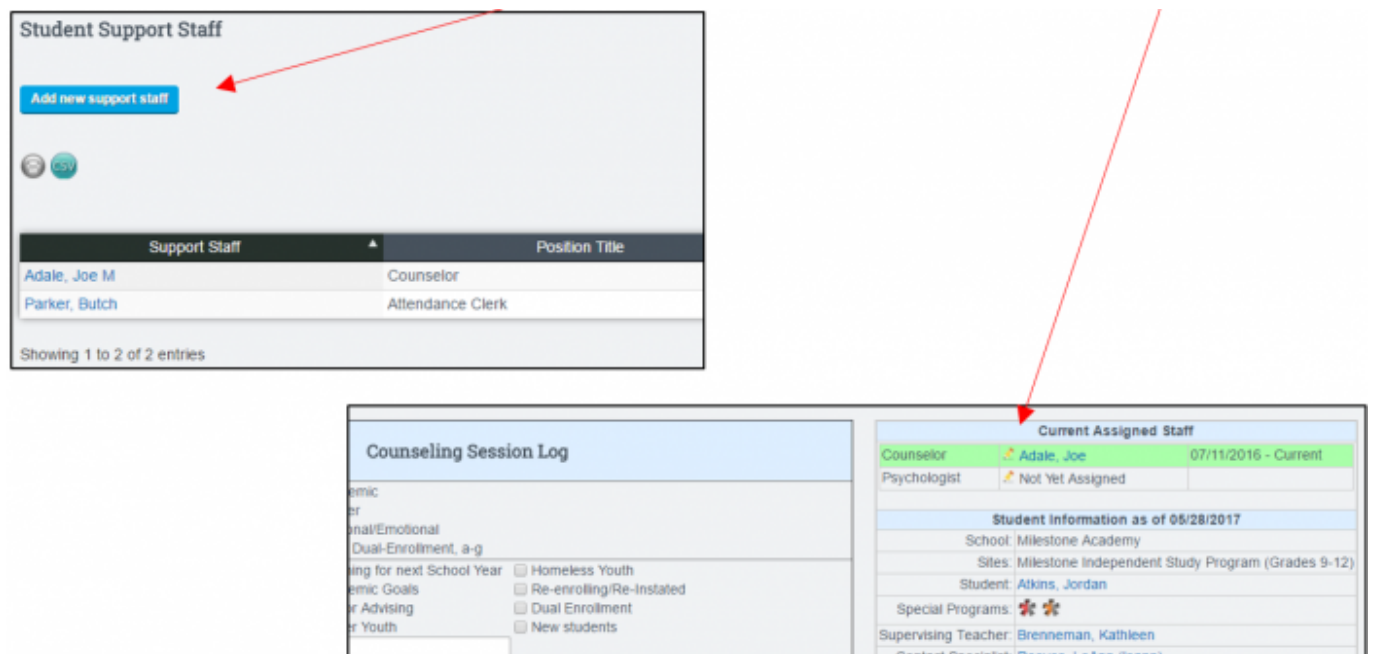 Student Support Staff
Add new support staff
CSV
Support Staff Position Title
Adale, Joe M Counselor
Parker, Butch Attendance Clerk
Showing 1 to 2 of 2 entries
Counseling Session Log
emic
er
onal/Emotional
Dual-Enrollment, a-g
ing for next School Year Homeless Youth
emic Goals Re-enrolling/Re-Instated
r Advising Dual Enrollment
r Youth New students
Current Assigned Staff
Counselor Adale, Joe 07/11/2016 - Current
Psychologist Not Yet Assigned
Student Information as of 05/28/2017
School: Milestone Academy
Sites: Milestone Independent Study Program (Grades 9-12)
Student: Atkins, Jordan
Special Programs:
Supervising Teacher: Brenneman, Kathleen